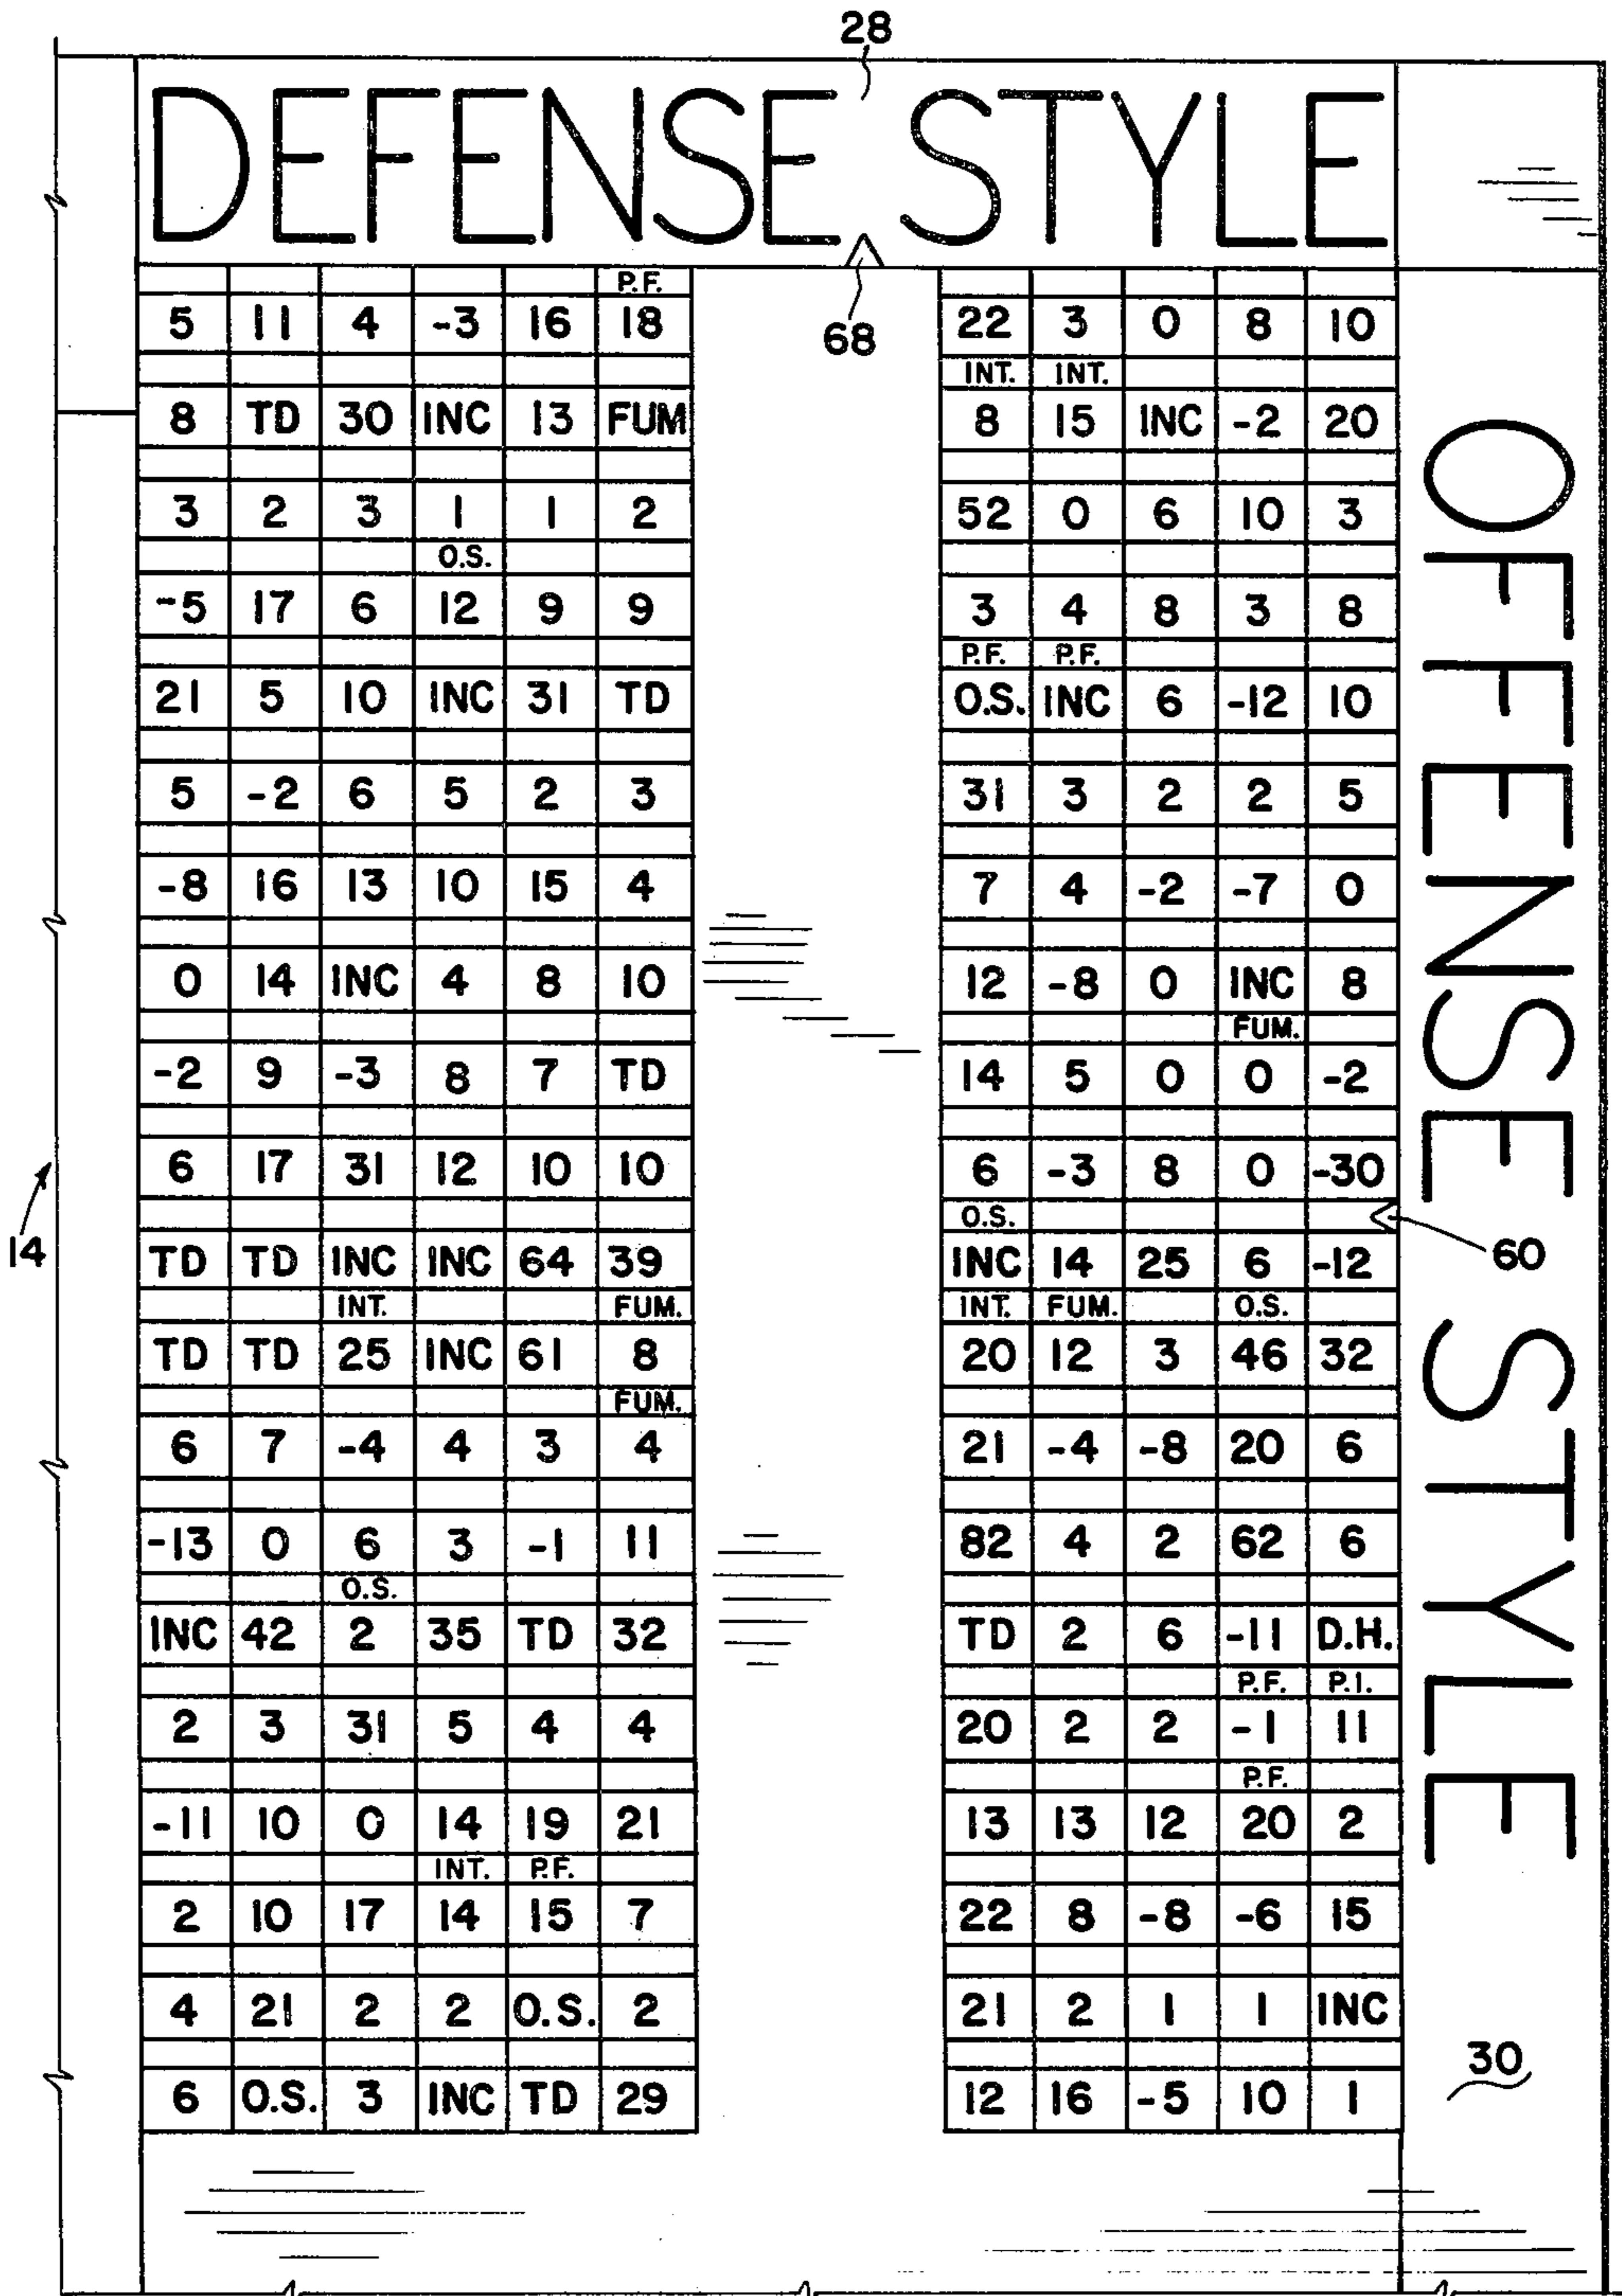 28
DEFENSE STYLE
68
P.F.
5 11 4 -3 16 18 22 3 0 8 10
INT. INT.
8 TD 30 INC 13 FUM 8 15 INC -2 20
3 2 3 1 1 2 52 0 6 10 3
O.S.
-5 17 6 12 9 9 3 4 8 3 8
P.F. P.F.
21 5 10 INC 31 TD O.S. INC 6 -12 10
5 -2 6 5 2 3 31 3 2 2 5
-8 16 13 10 15 4 7 4 -2 -7 0
0 14 INC 4 8 10 12 -8 0 INC 8
FUM.
-2 9 -3 8 7 TD 14 5 0 0 -2
6 17 31 12 10 10 6 -3 8 0 -30
O.S.
TD TD INC INC 64 39 INC 14 25 6 -12
INT. FUM. INT. FUM. O.S.
TD TD 25 INC 61 8 20 12 3 46 32
FUM.
6 7 -4 4 3 4 21 -4 -8 20 6
-13 0 6 3 -1 11 82 4 2 62 6
O.S.
INC 42 2 35 TD 32 TD 2 6 -11 D.H.
P.F. P.I.
2 3 31 5 4 4 20 2 2 -1 11
P.F.
-11 10 0 14 19 21 13 13 12 20 2
INT. P.F.
2 10 17 14 15 7 22 8 -8 -6 15
4 21 2 2 O.S. 2 21 2 1 1 INC
6 O.S. 3 INC TD 29 12 16 -5 10 1
OFFENSE STYLE
14
60
30